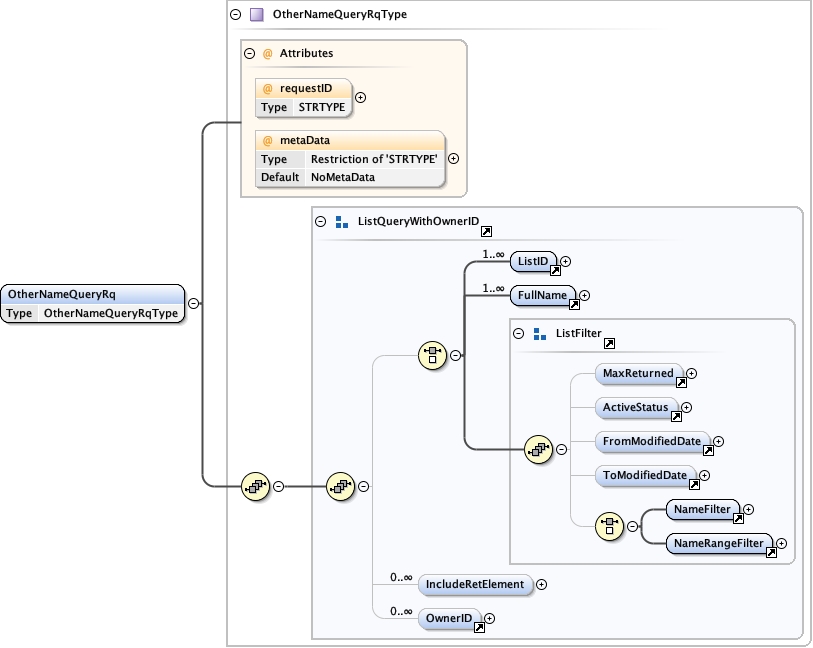 OtherNameQueryRqType
@ Attributes
@ requestID
Type STRTYPE
@ metaData
Type Restriction of 'STRTYPE'
Default NoMetaData
ListQueryWithOwnerID
1..∞
ListID
1..∞
FullName
OtherNameQueryRq
Type OtherNameQueryRqType
ListFilter
MaxReturned
ActiveStatus
FromModifiedDate
ToModifiedDate
NameFilter
NameRangeFilter
0..∞
IncludeRetElement
0..∞
OwnerID